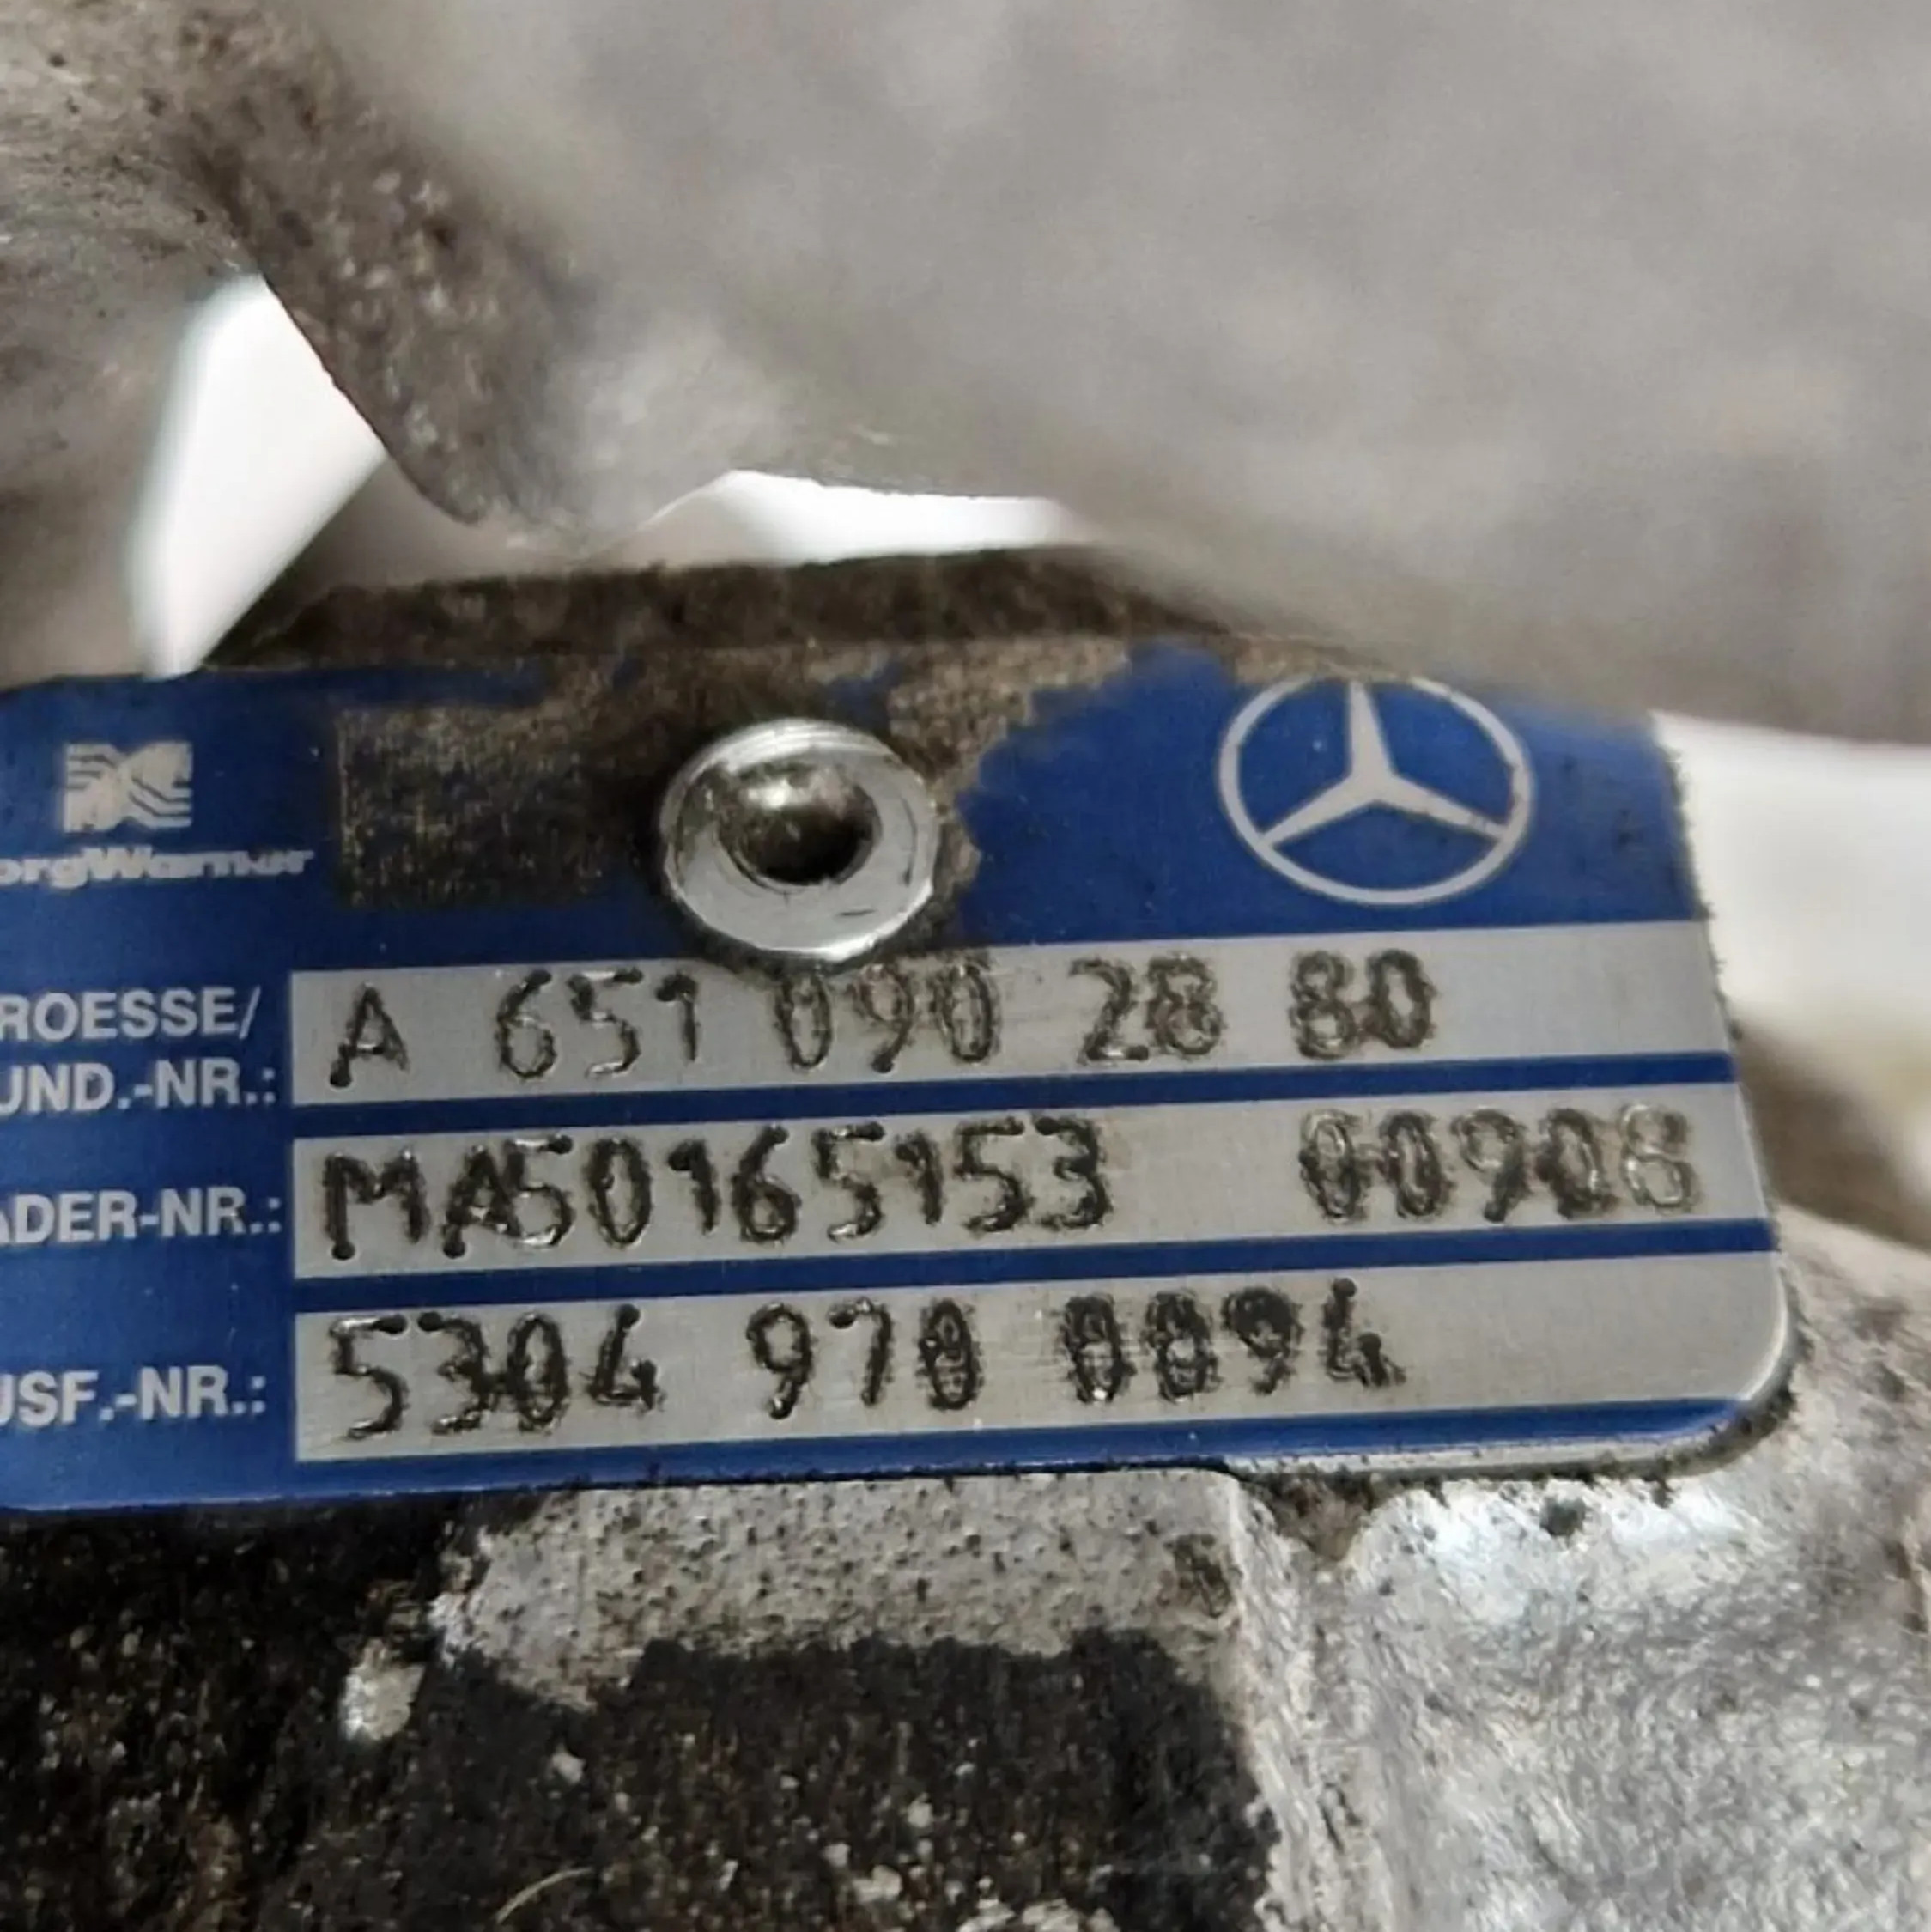 orgWarner
ROESSE/ A 651 090 28 80
UND.-NR.:
ADER-NR.: MA50165153 00908
USF.-NR.: 5304 970 0094